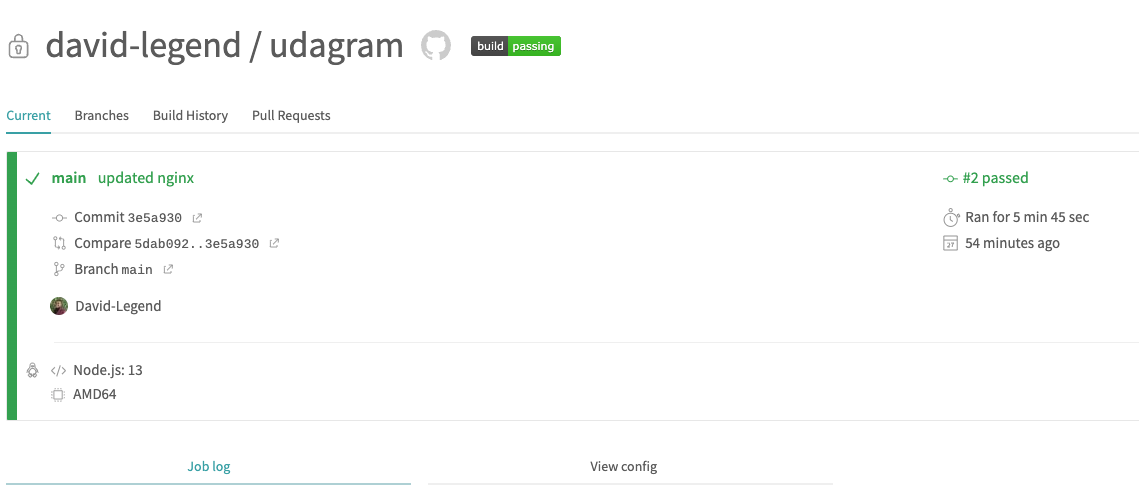 david-legend / udagram build passing
Current Branches Build History Pull Requests
main updated nginx #2 passed
Commit 3e5a930 Ran for 5 min 45 sec
Compare 5dab092..3e5a930 54 minutes ago
Branch main
David-Legend
</> Node.js: 13
AMD64
Job log View config